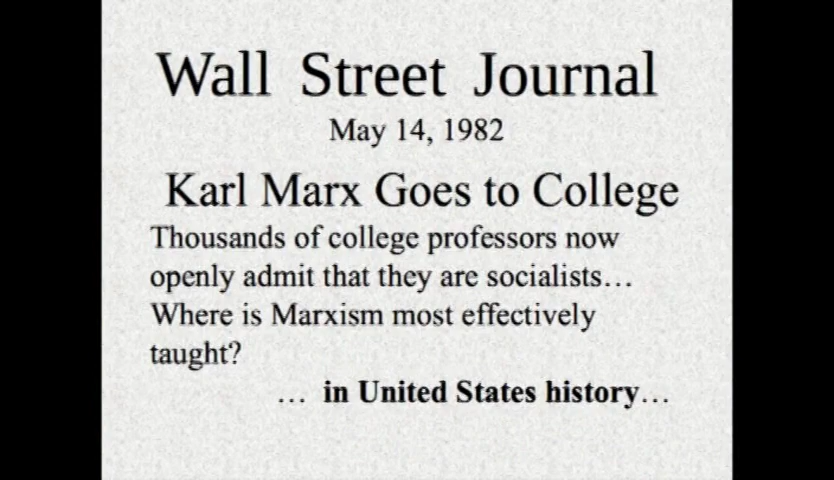 Wall Street Journal
May 14, 1982
Karl Marx Goes to College
Thousands of college professors now
openly admit that they are socialists…
Where is Marxism most effectively
taught?
… in United States history…